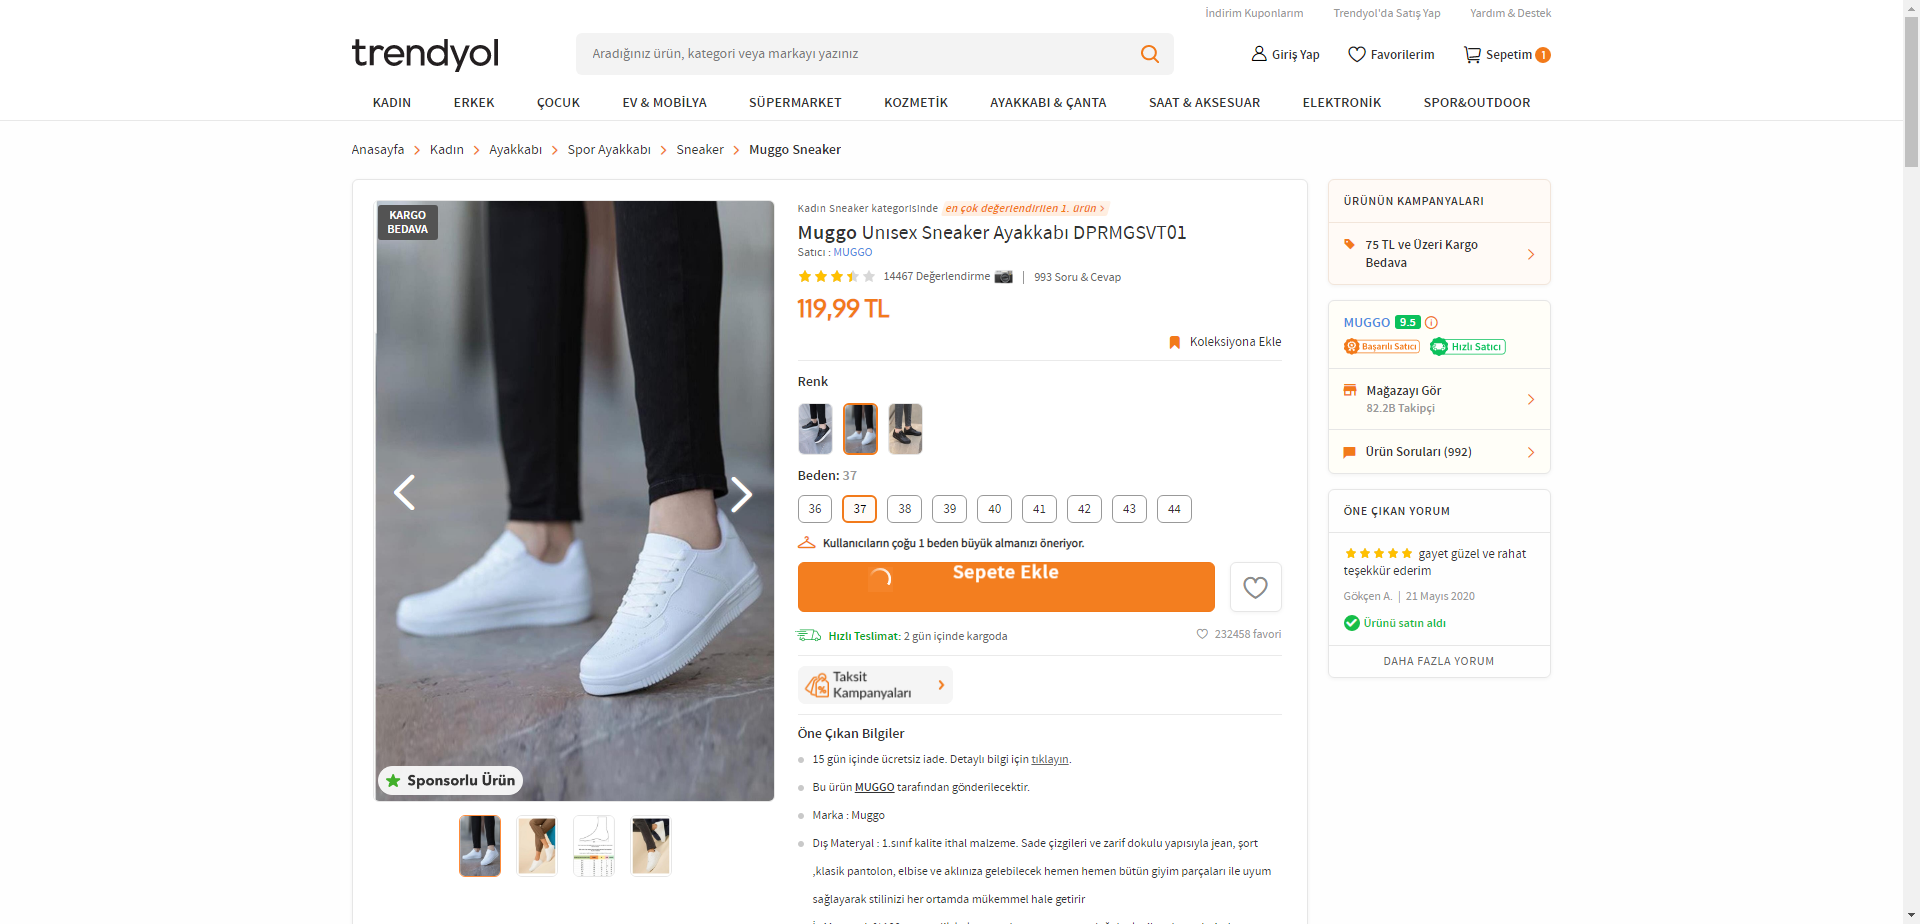 İndirim Kuponlarım Trendyol'da Satış Yap Yardım & Destek
trendyol
Aradığınız ürün, kategori veya markayı yazınız
Giriş Yap Favorilerim Sepetim 1
KADIN ERKEK ÇOCUK EV & MOBİLYA SÜPERMARKET KOZMETİK AYAKKABI & ÇANTA SAAT & AKSESUAR ELEKTRONİK SPOR&OUTDOOR
Anasayfa > Kadın > Ayakkabı > Spor Ayakkabı > Sneaker > Muggo Sneaker
KARGO
BEDAVA
Sponsorlu Ürün
Kadın Sneaker kategorisinde en çok değerlendirilen 1. ürün >
Muggo Unısex Sneaker Ayakkabı DPRMGSVT01
Satıcı : MUGGO
14467 Değerlendirme | 993 Soru & Cevap
119,99 TL
Koleksiyona Ekle
Renk
Beden: 37
36 37 38 39 40 41 42 43 44
Kullanıcıların çoğu 1 beden büyük almanızı öneriyor.
Sepete Ekle
Hızlı Teslimat: 2 gün içinde kargoda
232458 favori
Taksit
Kampanyaları
Öne Çıkan Bilgiler
15 gün içinde ücretsiz iade. Detaylı bilgi için tıklayın.
Bu ürün MUGGO tarafından gönderilecektir.
Marka : Muggo
Dış Materyal : 1.sınıf kalite ithal malzeme. Sade çizgileri ve zarif dokulu yapısıyla jean, şort
,klasik pantolon, elbise ve aklınıza gelebilecek hemen hemen bütün giyim parçaları ile uyum
sağlayarak stilinizi her ortamda mükemmel hale getirir
ÜRÜNÜN KAMPANYALARI
75 TL ve Üzeri Kargo
Bedava
MUGGO 9.5
Başarılı Satıcı Hızlı Satıcı
Mağazayı Gör
82.2B Takipçi
Ürün Soruları (992)
ÖNE ÇIKAN YORUM
gayet güzel ve rahat
teşekkür ederim
Gökçen A. | 21 Mayıs 2020
Ürünü satın aldı
DAHA FAZLA YORUM